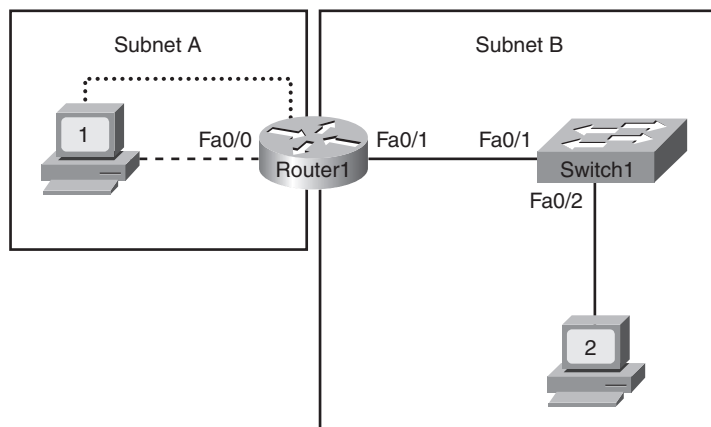 Subnet A
Subnet B
1
Fa0/0
Router1
Fa0/1
Fa0/1
Switch1
Fa0/2
2